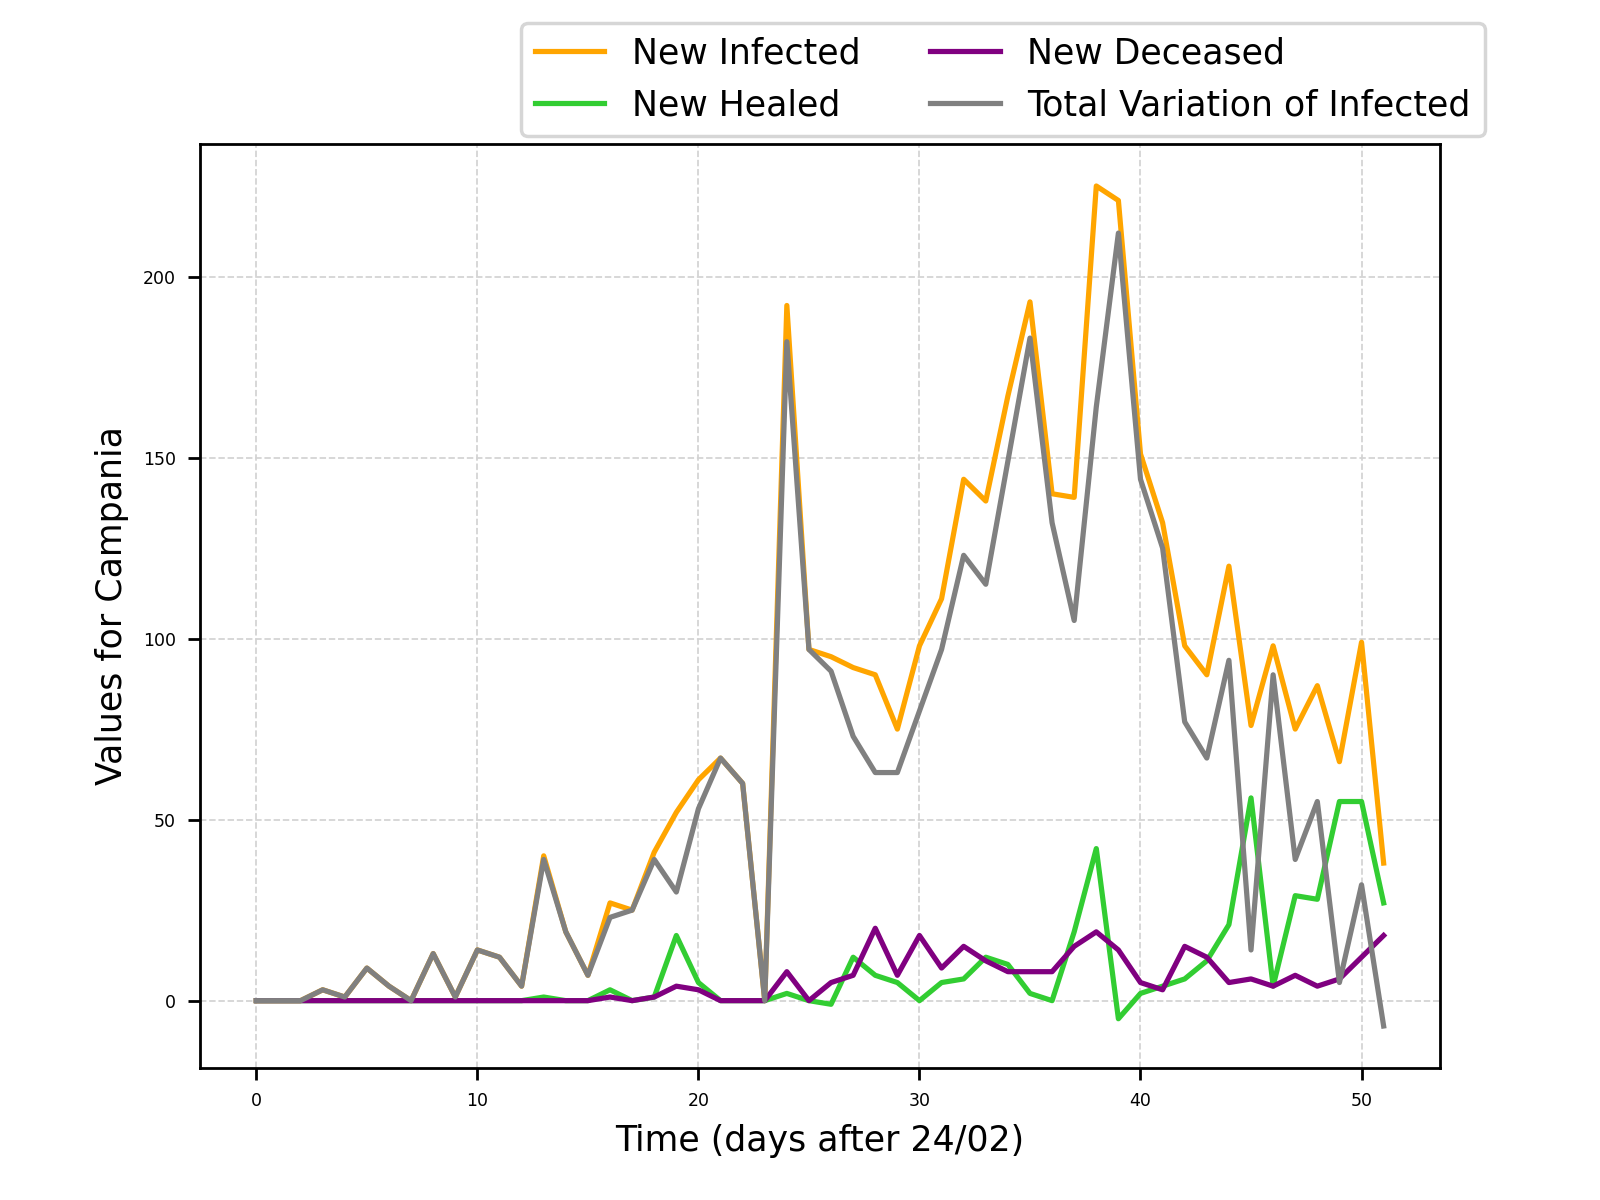 New Infected
New Healed
New Deceased
Total Variation of Infected
Values for Campania
200
150
100
50
0
0 10 20 30 40 50
Time (days after 24/02)